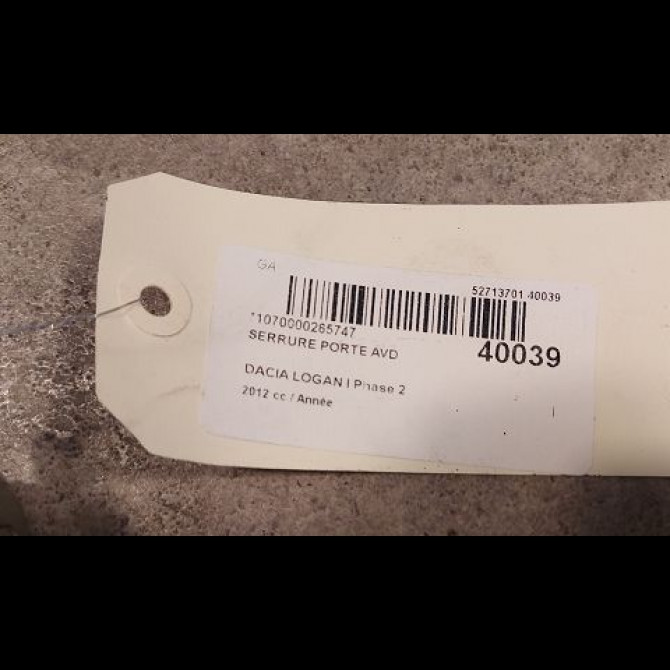 GA
52713701 40039
*1070000265747
SERRURE PORTE AVD
40039
DACIA LOGAN I Phase 2
2012 cc / Année